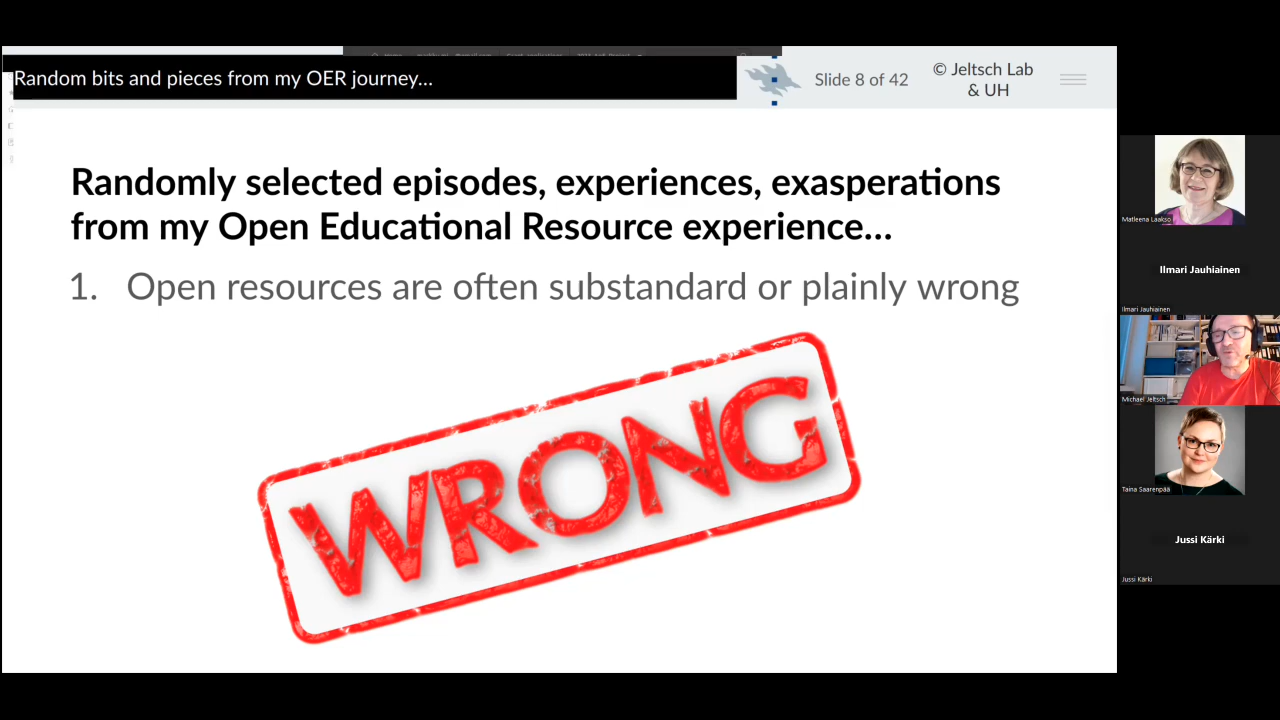 Random bits and pieces from my OER journey...
Slide 8 of 42
© Jeltsch Lab
& UH
Randomly selected episodes, experiences, exasperations
from my Open Educational Resource experience...
1. Open resources are often substandard or plainly wrong
WRONG
Matleena Laakso
Ilmari Jauhiainen
Ilmari Jauhiainen
Michael Jeltsch
Taina Saarenpää
Jussi Kärki
Jussi Kärki